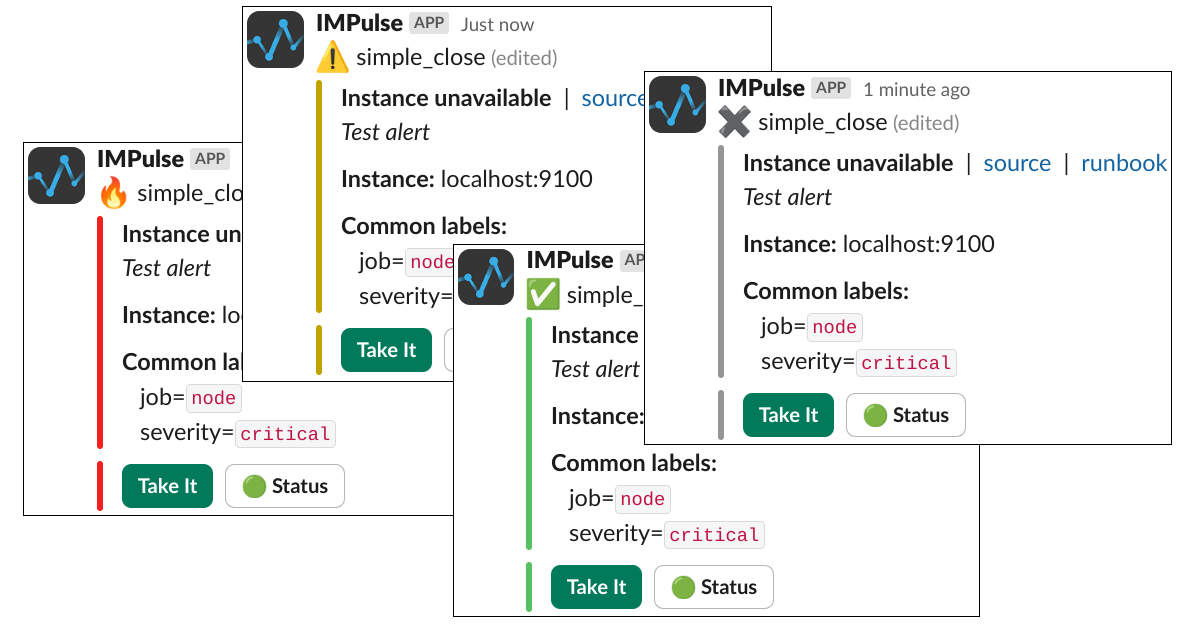 IMPulse APP Just now
simple_close (edited)
Instance unavailable | source
Test alert
Instance: localhost:9100
Common labels:
job=node
severity=
Take It
IMPulse APP 1 minute ago
simple_close (edited)
Instance unavailable | source | runbook
Test alert
Instance: localhost:9100
Common labels:
job=node
severity=critical
Take It Status
IMPulse APP
simple_clo
Instance un
Test alert
Instance: lo
Common lal
job=node
severity=critical
Take It Status
IMPulse AP
simple_
Instance
Test alert
Instance:
Common labels:
job=node
severity=critical
Take It Status